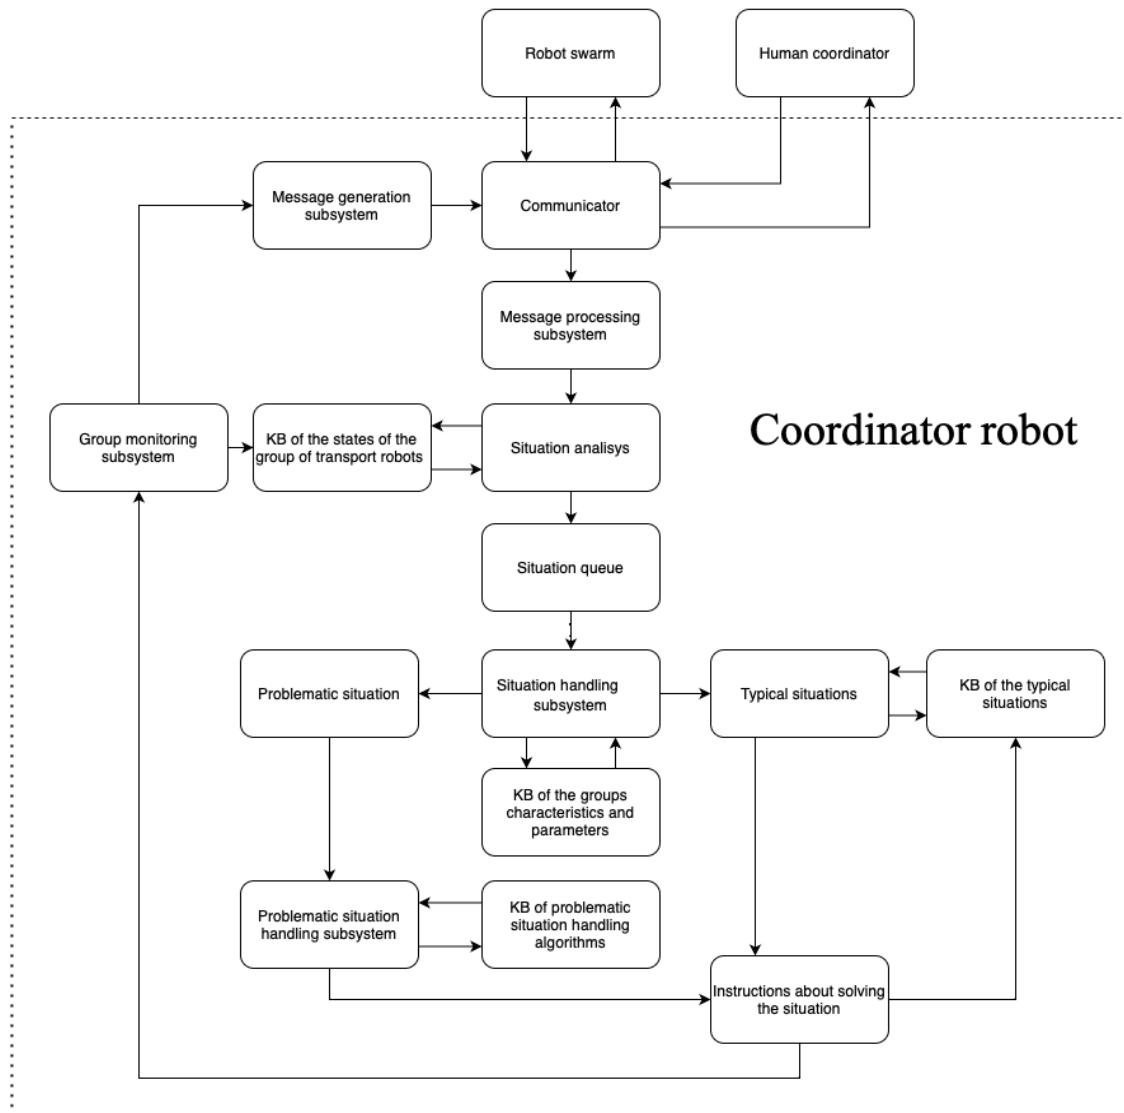 Robot swarm
Human coordinator
Message generation
subsystem
Communicator
Message processing
subsystem
Group monitoring
subsystem
KB of the states of the
group of transport robots
Situation analisys
Coordinator robot
Situation queue
Problematic situation
Situation handling
subsystem
Typical situations
KB of the typical
situations
KB of the groups
characteristics and
parameters
Problematic situation
handling subsystem
KB of problematic
situation handling
algorithms
Instructions about solving
the situation